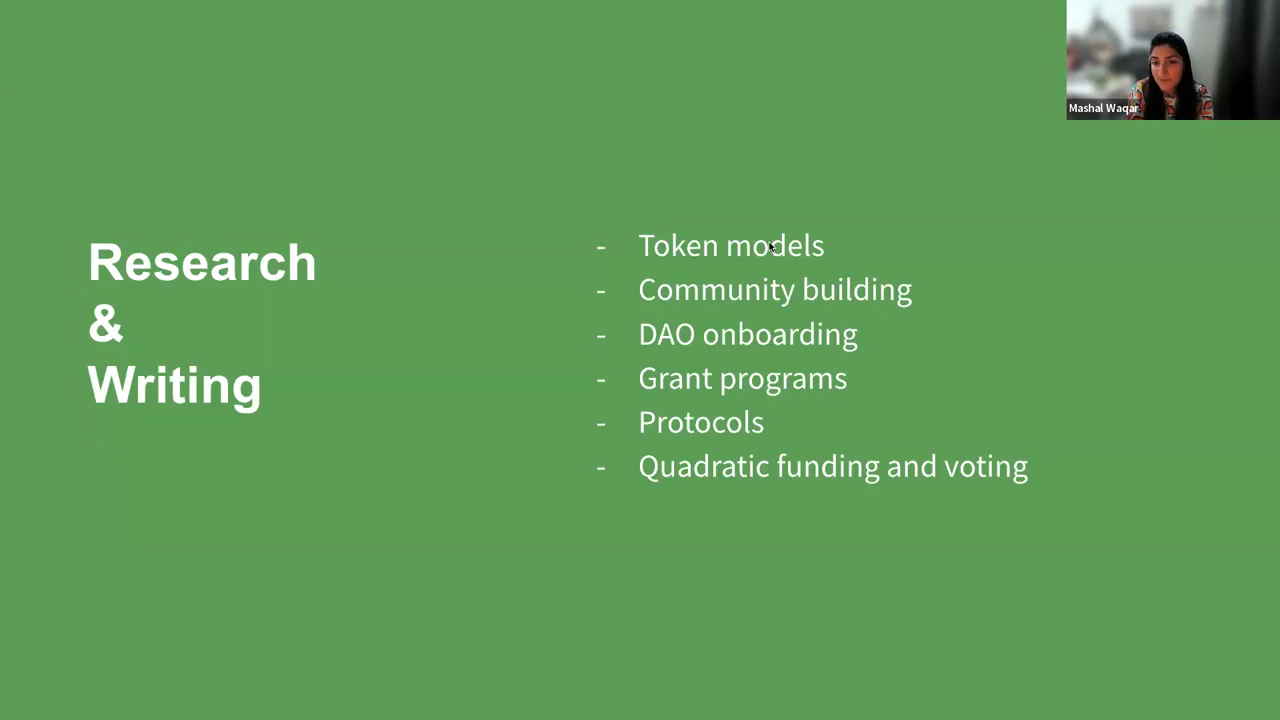 Mashal Waqar
Research
&
Writing
- Token models
- Community building
- DAO onboarding
- Grant programs
- Protocols
- Quadratic funding and voting